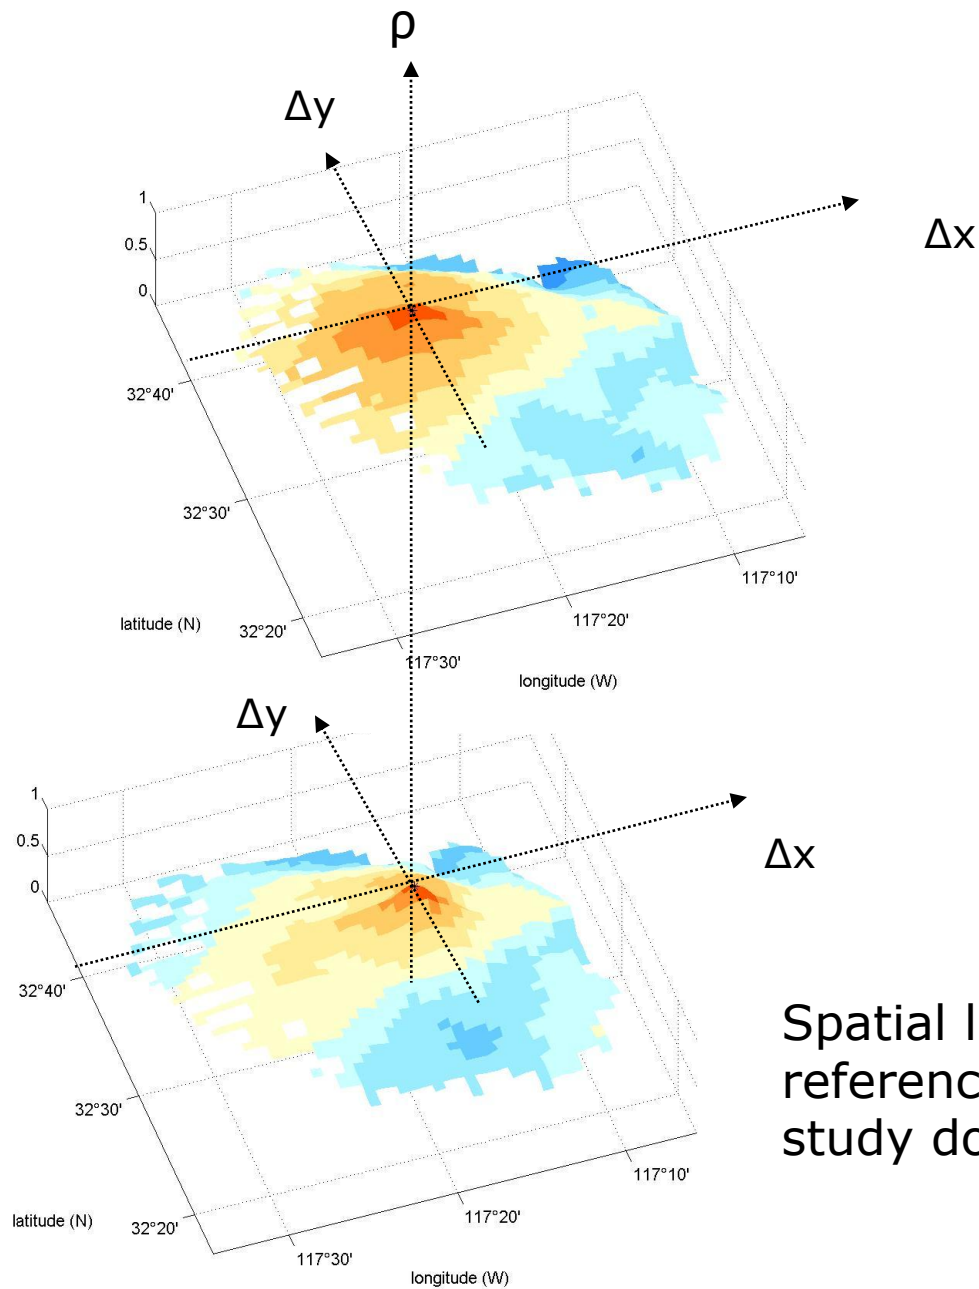 ρ
Δy
Δx
1
0.5
0
32°40'
32°30'
32°20'
latitude (N)
117°10'
117°20'
117°30'
longitude (W)
Δy
Δx
1
0.5
0
32°40'
32°30'
32°20'
latitude (N)
117°10'
117°20'
117°30'
longitude (W)
Spatial
study